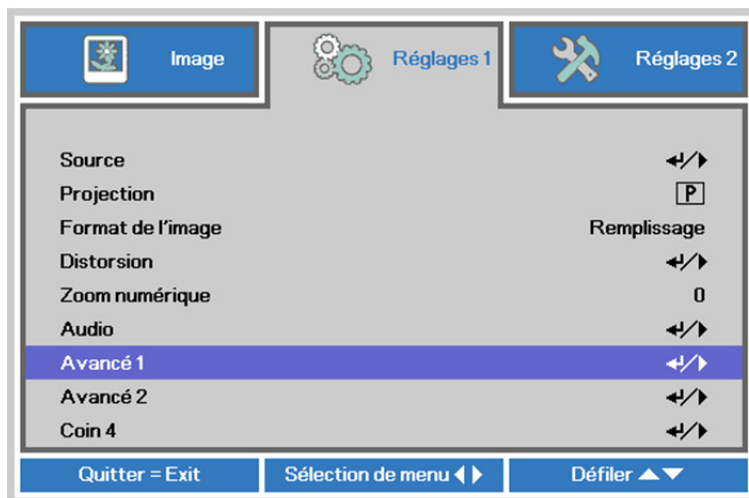 Image
Réglages 1
Réglages 2
Source
Projection P
Format de l'image Remplissage
Distorsion
Zoom numérique 0
Audio
Avancé 1
Avancé 2
Coin 4
Quitter = Exit
Sélection de menu
Défiler